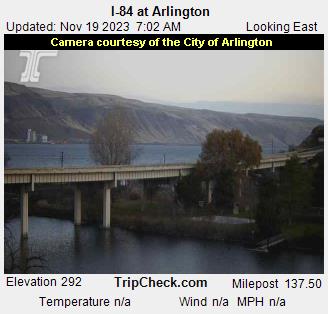 I-84 at Arlington
Updated: Nov 19 2023 7:02 AM Looking East
Camera courtesy of the City of Arlington
Elevation 292 TripCheck.com Milepost 137.50
Temperature n/a Wind n/a MPH n/a